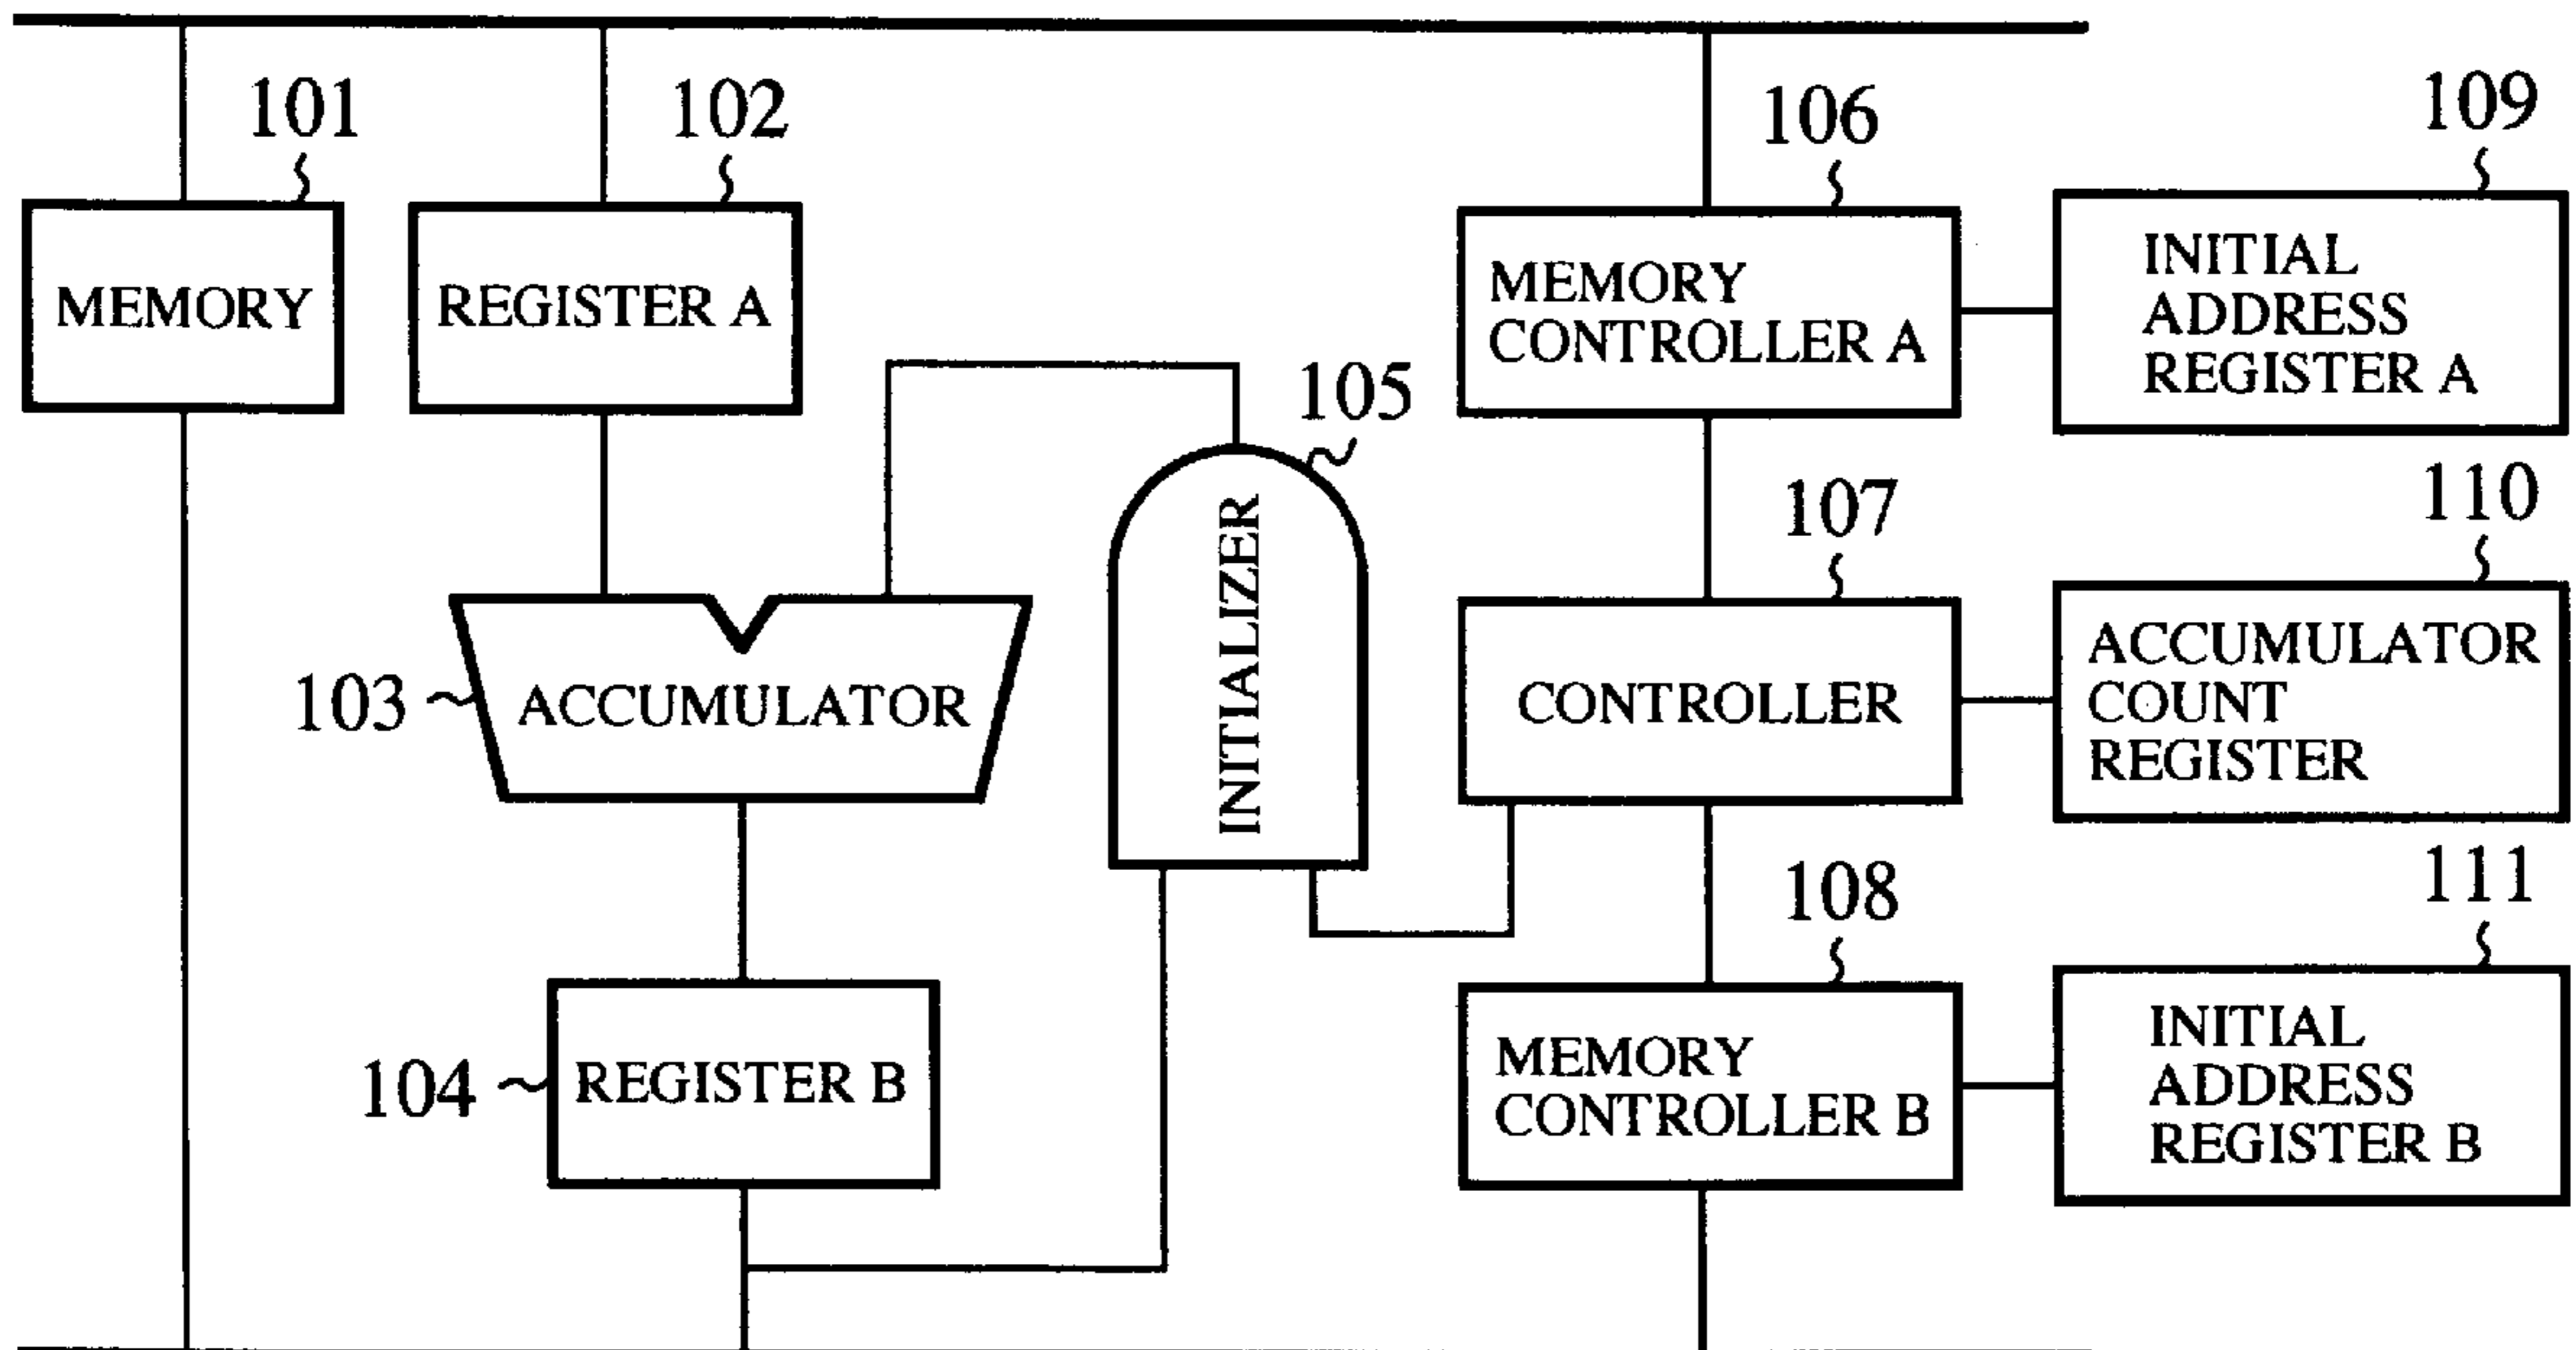 101
102
106
109
MEMORY
REGISTER A
MEMORY
CONTROLLER A
INITIAL
ADDRESS
REGISTER A
105
107
110
103
ACCUMULATOR
INITIALIZER
CONTROLLER
ACCUMULATOR
COUNT
REGISTER
108
111
104
REGISTER B
MEMORY
CONTROLLER B
INITIAL
ADDRESS
REGISTER B